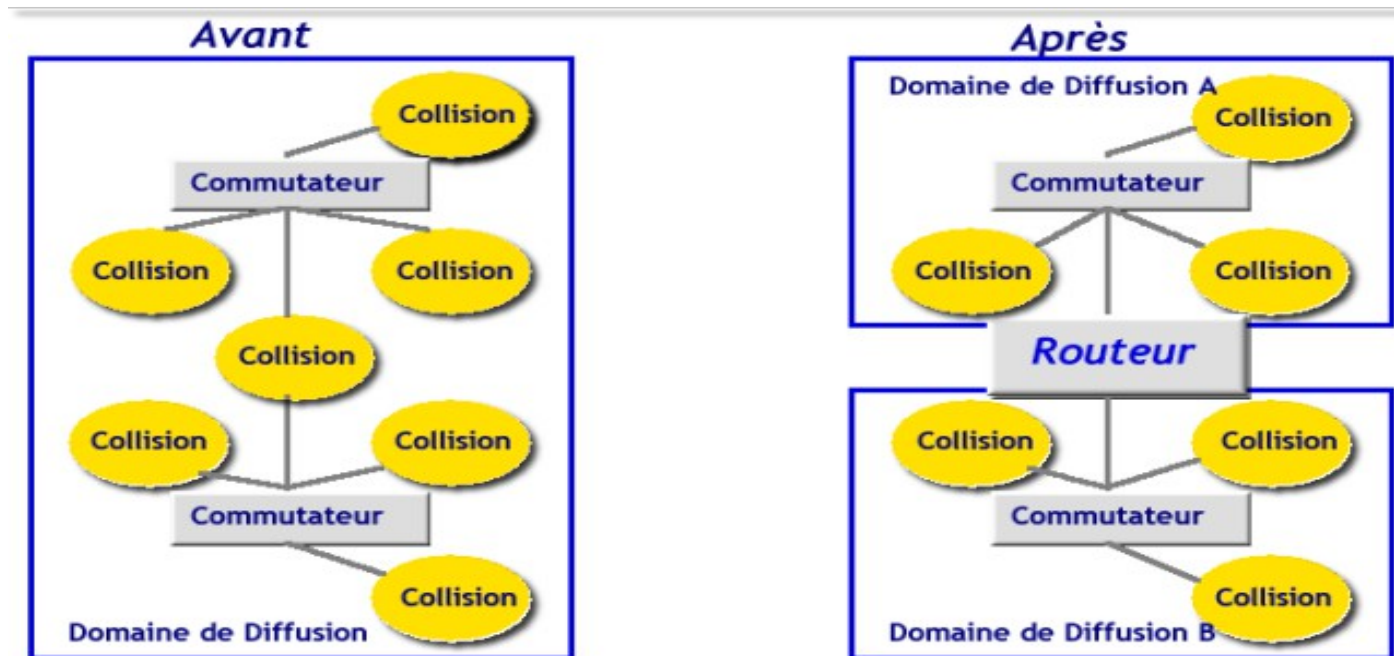 Avant
Collision
Commutateur
Collision
Collision
Collision
Collision
Collision
Commutateur
Collision
Domaine de Diffusion
Après
Domaine de Diffusion A
Collision
Commutateur
Collision
Collision
Routeur
Collision
Collision
Commutateur
Collision
Domaine de Diffusion B